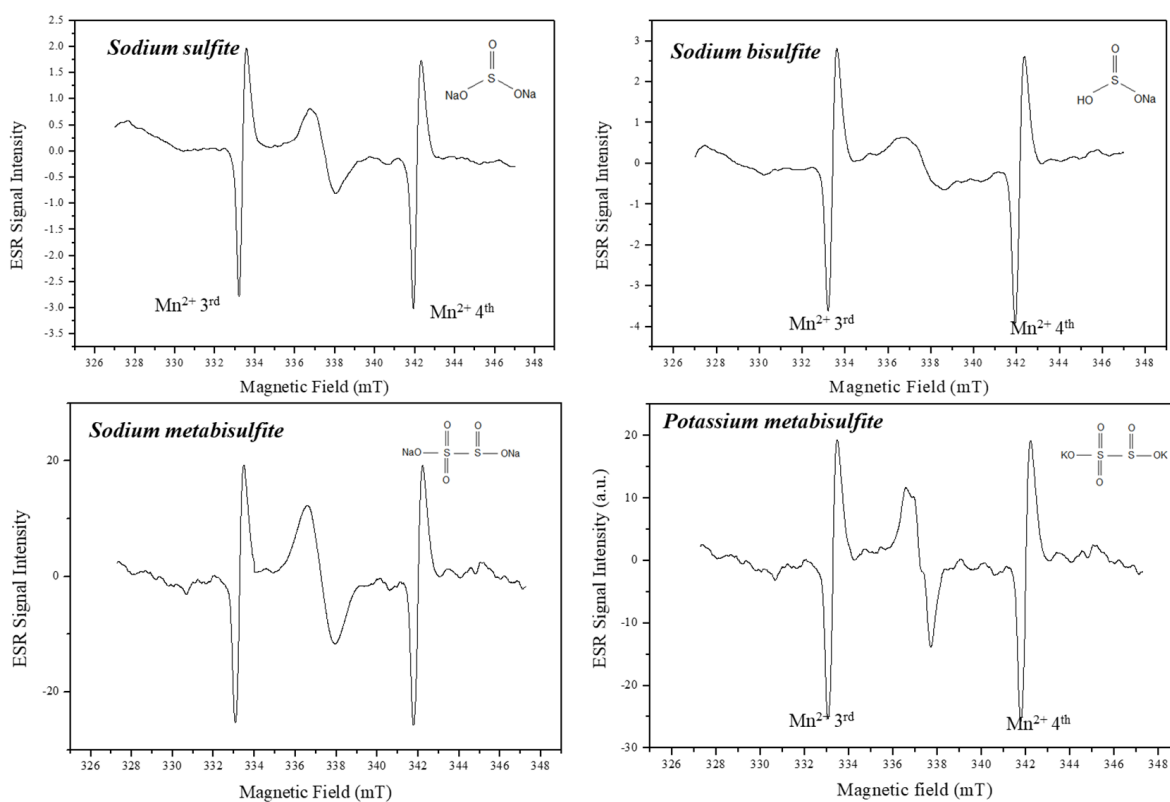 Sodium sulfite
O
S
NaO
ONa
2.5
2.0
1.5
1.0
0.5
0.0
-0.5
-1.0
-1.5
-2.0
-2.5
-3.0
-3.5
ESR Signal Intensity
Mn2+ 3rd
Mn2+ 4th
326 328 330 332 334 336 338 340 342 344 346 348
Magnetic Field (mT)
Sodium bisulfite
O
S
HO
ONa
3
2
1
0
-1
-2
-3
-4
ESR Signal Intensity
Mn2+ 3rd
Mn2+ 4th
326 328 330 332 334 336 338 340 342 344 346 348
Magnetic Field (mT)
Sodium metabisulfite
O O
NaO S S ONa
O
20
0
-20
ESR Signal Intensity
326 328 330 332 334 336 338 340 342 344 346 348
Magnetic Field (mT)
Potassium metabisulfite
O O
KO S S OK
O
20
10
0
-10
-20
-30
ESR Signal Intensity (a.u.)
Mn2+ 3rd
Mn2+ 4th
326 328 330 332 334 336 338 340 342 344 346 348
Magnetic field (mT)